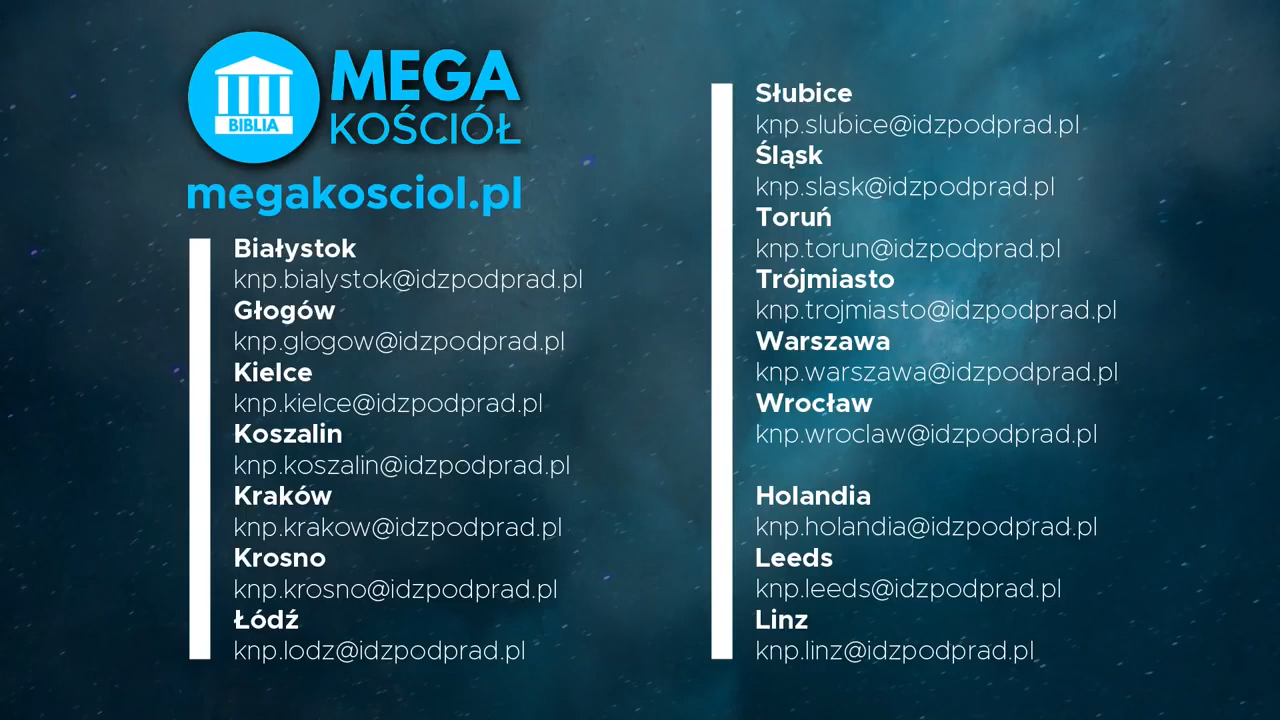 BIBLIA
MEGA
KOŚCIÓŁ
megakosciol.pl
Białystok
knp.bialystok@idzpodprad.pl
Głogów
knp.glogow@idzpodprad.pl
Kielce
knp.kielce@idzpodprad.pl
Koszalin
knp.koszalin@idzpodprad.pl
Kraków
knp.krakow@idzpodprad.pl
Krosno
knp.krosno@idzpodprad.pl
Łódź
knp.lodz@idzpodprad.pl
Słubice
knp.slubice@idzpodprad.pl
Śląsk
knp.slask@idzpodprad.pl
Toruń
knp.torun@idzpodprad.pl
Trójmiasto
knp.trojmiasto@idzpodprad.pl
Warszawa
knp.warszawa@idzpodprad.pl
Wrocław
knp.wroclaw@idzpodprad.pl
Holandia
knp.holandia@idzpodprad.pl
Leeds
knp.leeds@idzpodprad.pl
Linz
knp.linz@idzpodprad.pl